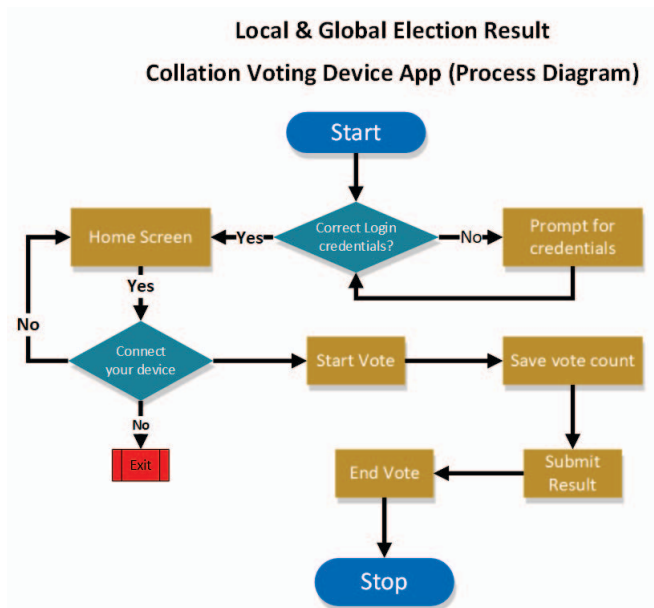 Local & Global Election Result
Collation Voting Device App (Process Diagram)
Start
Correct Login
credentials?
Yes
No
Home Screen
Prompt for
credentials
Yes
No
Connect
your device
Start Vote
Save vote count
No
Exit
End Vote
Submit
Result
Stop